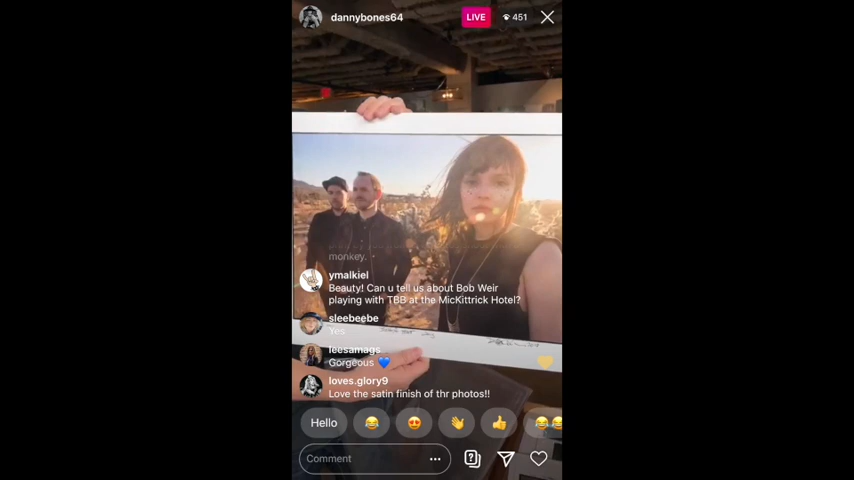 dannybones64
LIVE
451
monkey.
ymalkiel
Beauty! Can u tell us about Bob Weir
playing with TBB at the McKittrick Hotel?
sleebeebe
Yes
leesamags
Gorgeous 💙
loves.glory9
Love the satin finish of thr photos!!
Hello
Comment